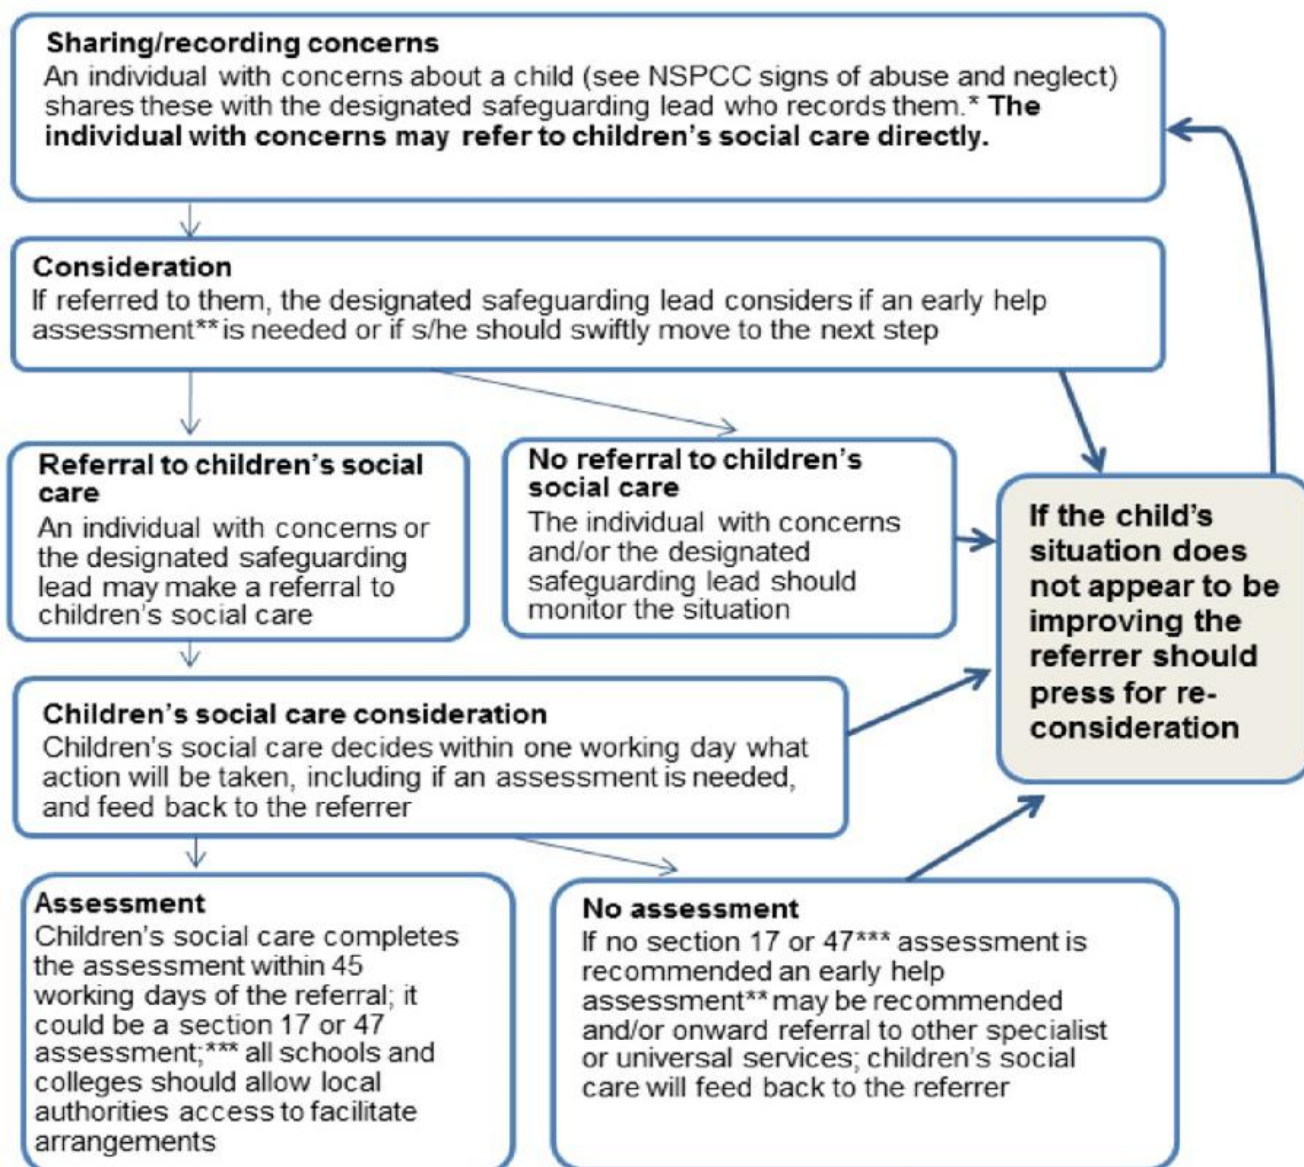 Sharing/recording concerns
An individual with concerns about a child (see NSPCC signs of abuse and neglect)
shares these with the designated safeguarding lead who records them.* The
individual with concerns may refer to children's social care directly.
Consideration
If referred to them, the designated safeguarding lead considers if an early help
assessment** is needed or if s/he should swiftly move to the next step
Referral to children's social
care
An individual with concerns or
the designated safeguarding
lead may make a referral to
children's social care
No referral to children's
social care
The individual with concerns
and/or the designated
safeguarding lead should
monitor the situation
If the child's
situation does
not appear to be
improving the
referrer should
press for re-
consideration
Children's social care consideration
Children's social care decides within one working day what
action will be taken, including if an assessment is needed,
and feed back to the referrer
Assessment
Children's social care completes
the assessment within 45
working days of the referral; it
could be a section 17 or 47
assessment;*** all schools and
colleges should allow local
authorities access to facilitate
arrangements
No assessment
If no section 17 or 47*** assessment is
recommended an early help
assessment** may be recommended
and/or onward referral to other specialist
or universal services; children's social
care will feed back to the referrer